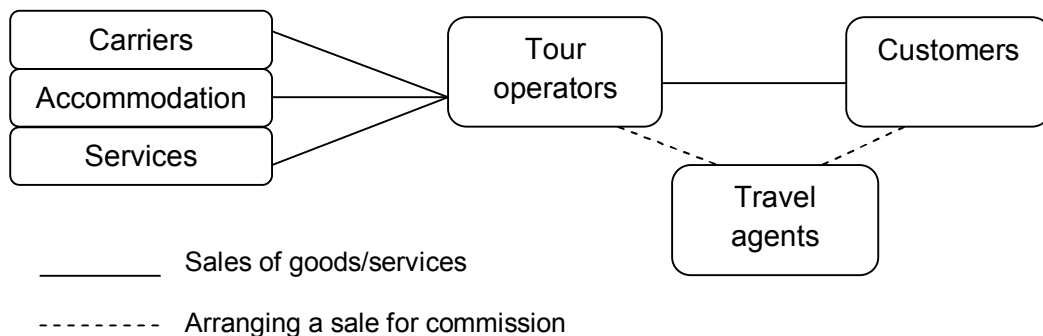 Carriers
Accommodation
Services
Tour
operators
Customers
Travel
agents
Sales of goods/services
Arranging a sale for commission